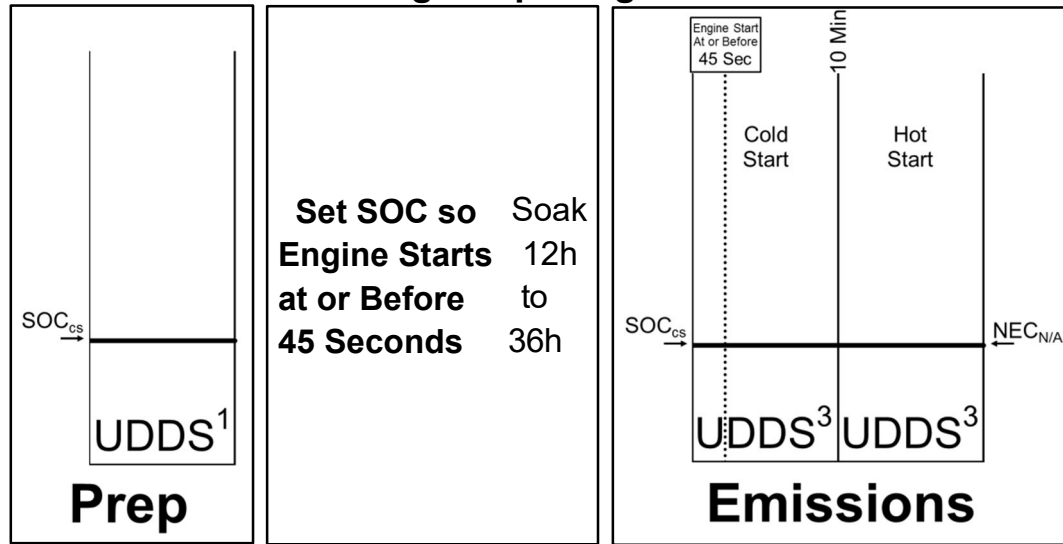 SOCcs
UDDS1
Prep
Set SOC so
Engine Starts
at or Before
45 Seconds
Soak
12h
to
36h
Engine Start
At or Before
45 Sec
10 Min
Cold
Start
Hot
Start
SOCcs
NECN/A
UDDS3
UDDS3
Emissions